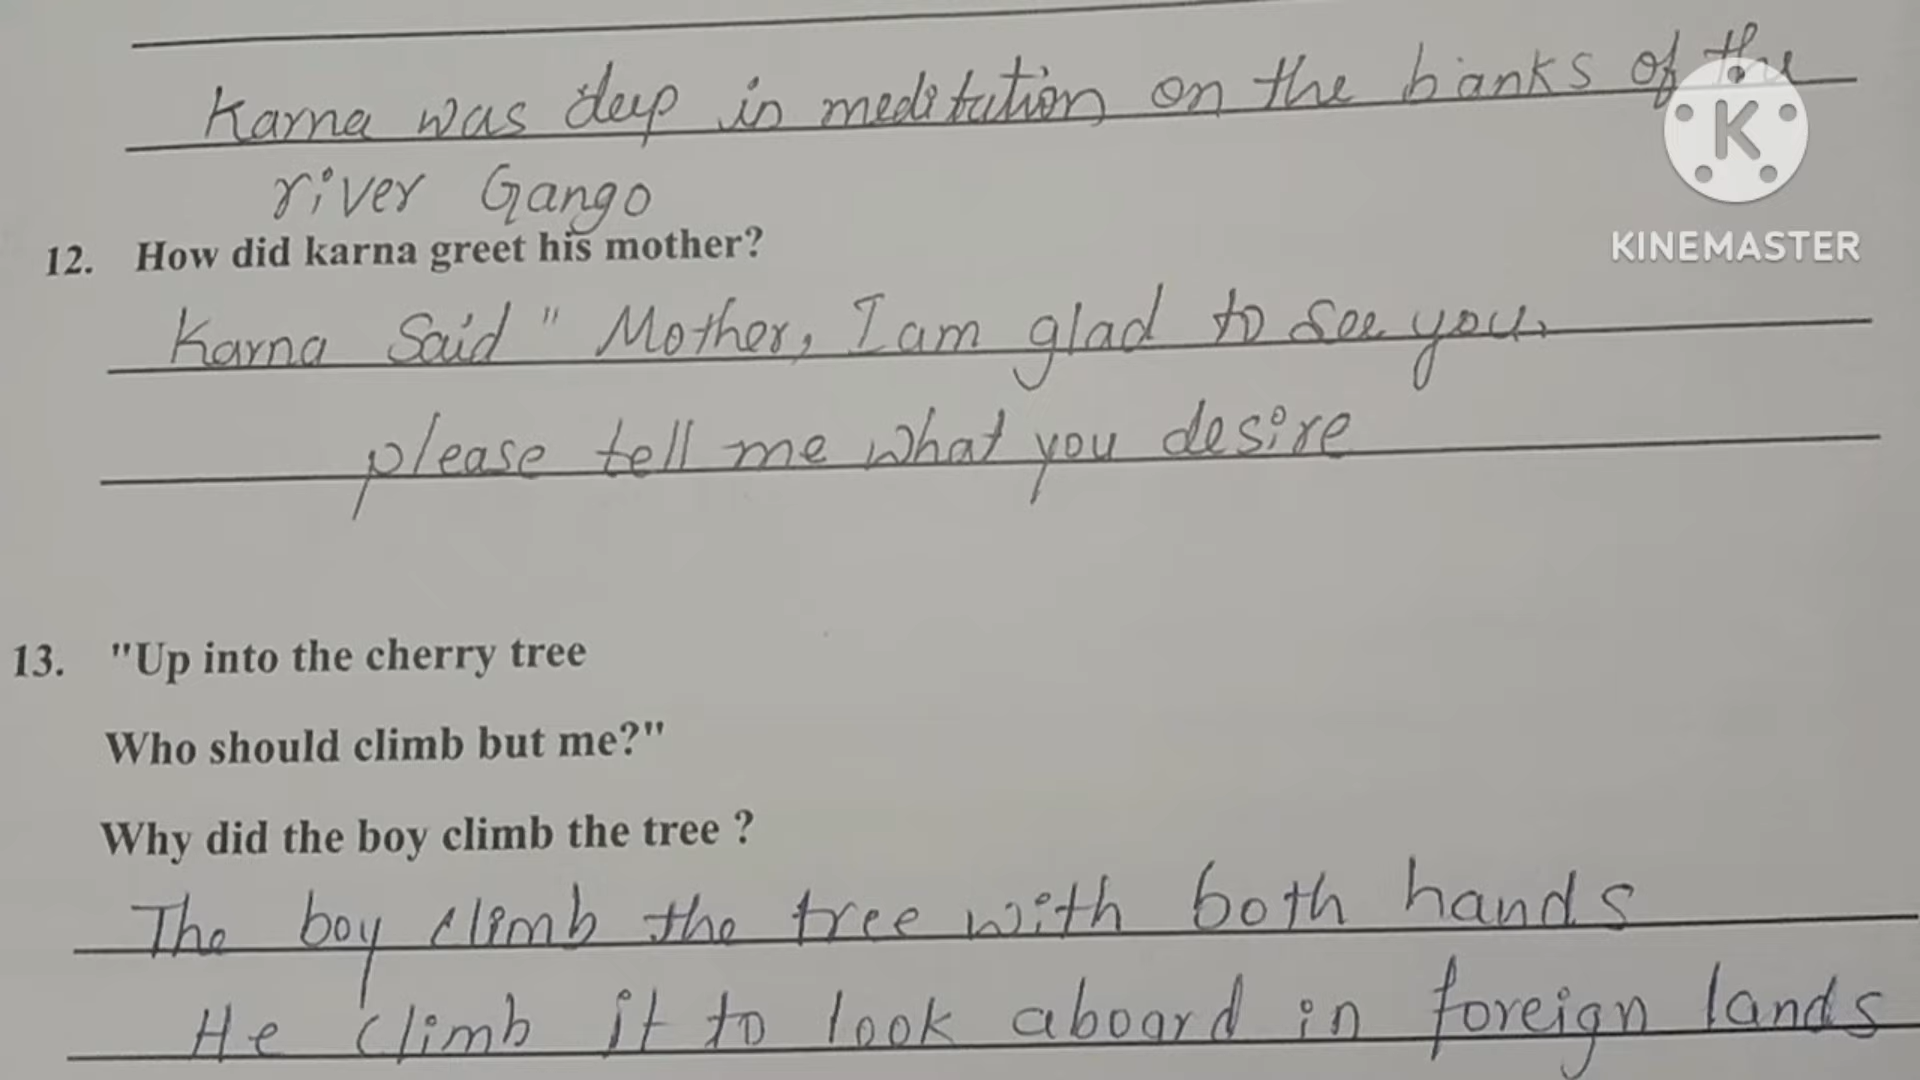 Karna was deep in meditation on the banks of the
river Gango
12. How did karna greet his mother?
Karna Said " Mother, I am glad to see you.
please tell me what you desire
13. "Up into the cherry tree
Who should climb but me?"
Why did the boy climb the tree ?
The boy climb the tree with both hands
He climb it to look aboard in foreign lands
K
KINEMASTER